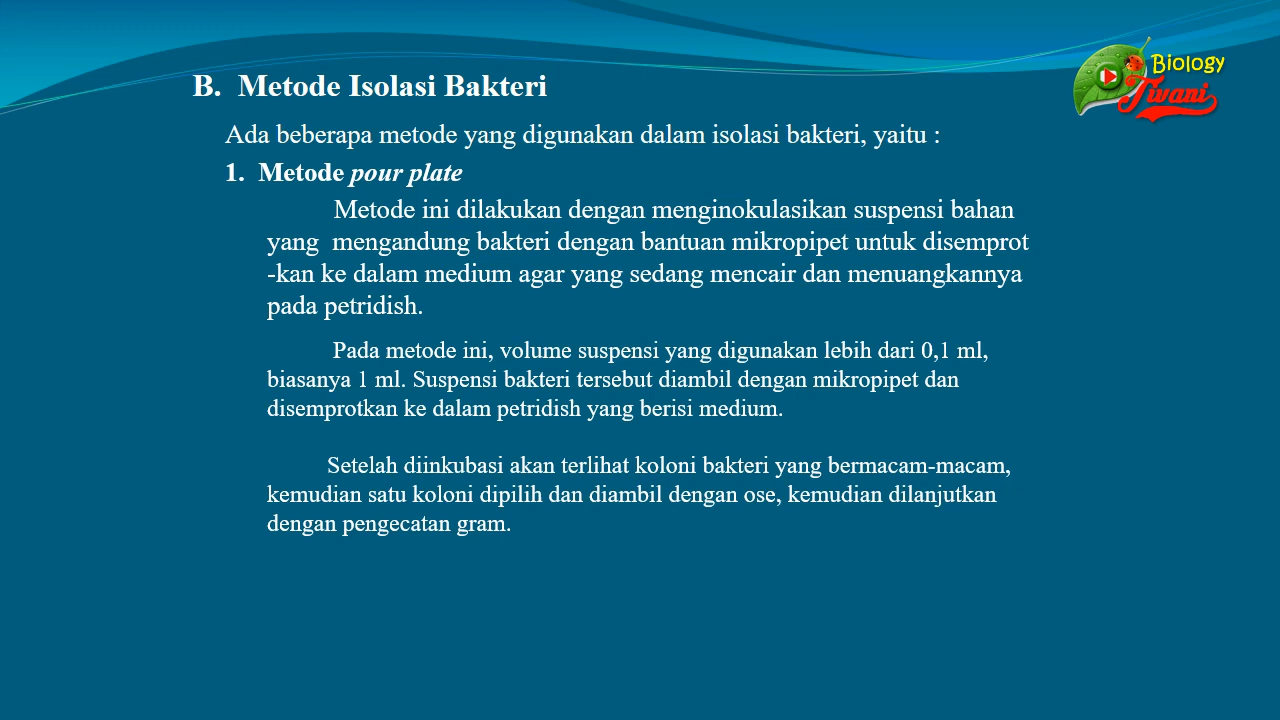 B. Metode Isolasi Bakteri
Biology
Tivani
Ada beberapa metode yang digunakan dalam isolasi bakteri, yaitu :
1. Metode pour plate
Metode ini dilakukan dengan menginokulasikan suspensi bahan
yang mengandung bakteri dengan bantuan mikropipet untuk disemprot
-kan ke dalam medium agar yang sedang mencair dan menuangkannya
pada petridish.
Pada metode ini, volume suspensi yang digunakan lebih dari 0,1 ml,
biasanya 1 ml. Suspensi bakteri tersebut diambil dengan mikropipet dan
disemprotkan ke dalam petridish yang berisi medium.
Setelah diinkubasi akan terlihat koloni bakteri yang bermacam-macam,
kemudian satu koloni dipilih dan diambil dengan ose, kemudian dilanjutkan
dengan pengecatan gram.